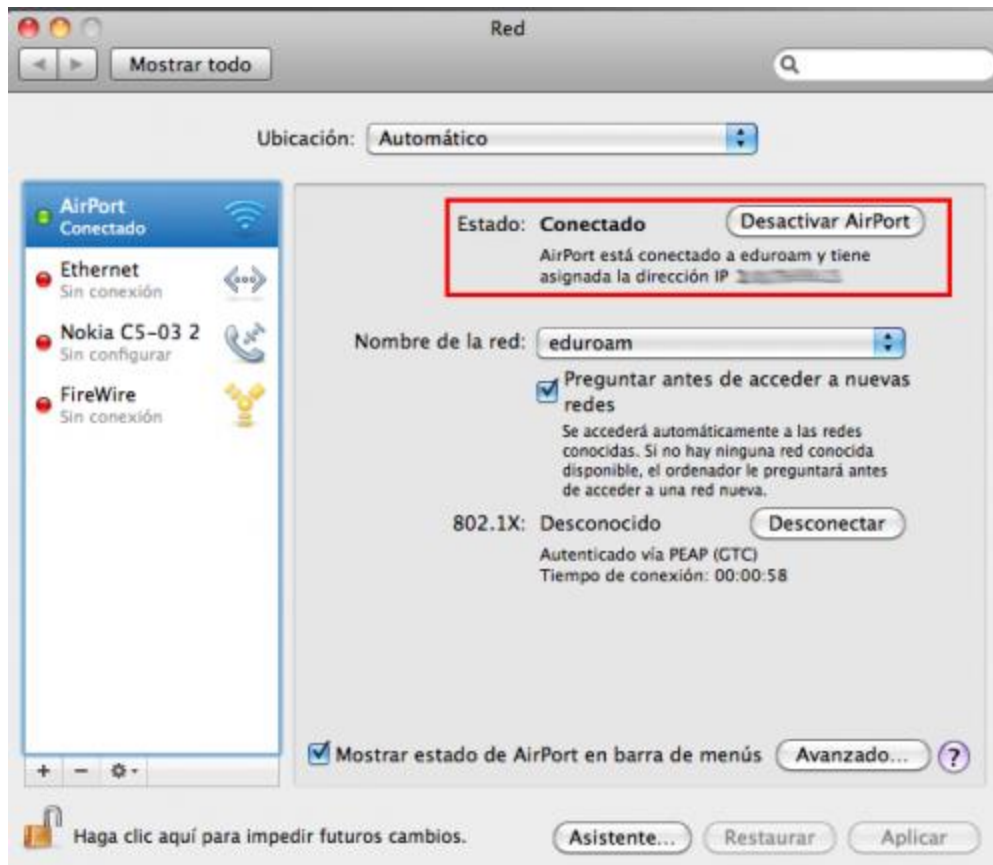 Red
Mostrar todo
Ubicación: Automático
AirPort
Conectado
Ethernet
Sin conexión
Nokia C5-03 2
Sin configurar
FireWire
Sin conexión
Estado: Conectado Desactivar AirPort
AirPort está conectado a eduroam y tiene
asignada la dirección IP
Nombre de la red: eduroam
Preguntar antes de acceder a nuevas
redes
Se accederá automáticamente a las redes
conocidas. Si no hay ninguna red conocida
disponible, el ordenador le preguntará antes
de acceder a una red nueva.
802.1X: Desconocido Desconectar
Autenticado vía PEAP (GTC)
Tiempo de conexión: 00:00:58
Mostrar estado de AirPort en barra de menús Avanzado... ?
+ −
Haga clic aquí para impedir futuros cambios. Asistente... Restaurar Aplicar